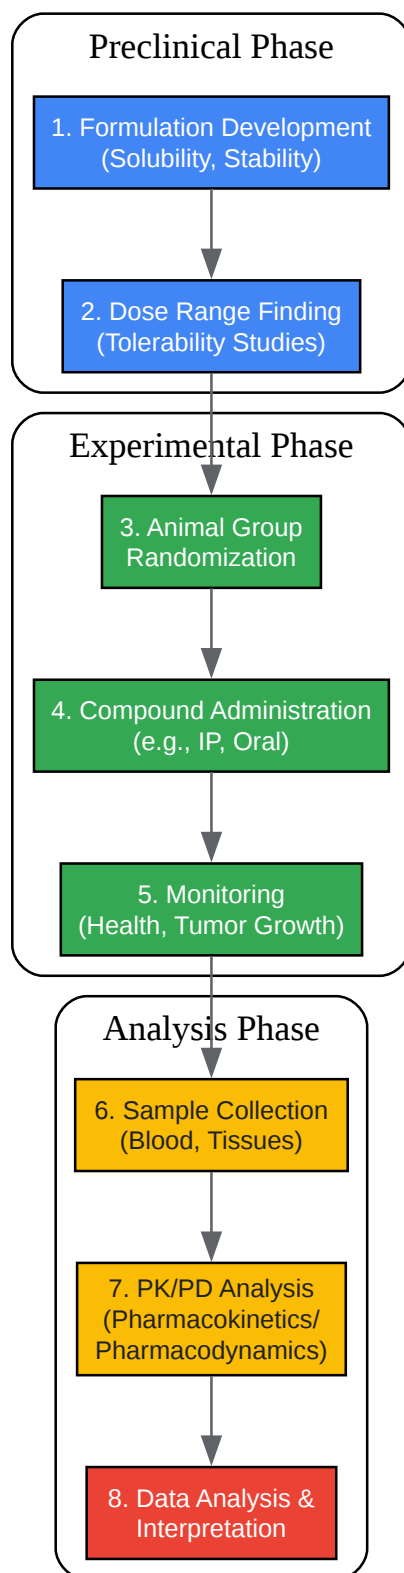 Preclinical Phase
1. Formulation Development
(Solubility, Stability)
2. Dose Range Finding
(Tolerability Studies)
Experimental Phase
3. Animal Group
Randomization
4. Compound Administration
(e.g., IP, Oral)
5. Monitoring
(Health, Tumor Growth)
Analysis Phase
6. Sample Collection
(Blood, Tissues)
7. PK/PD Analysis
(Pharmacokinetics/
Pharmacodynamics)
8. Data Analysis &
Interpretation